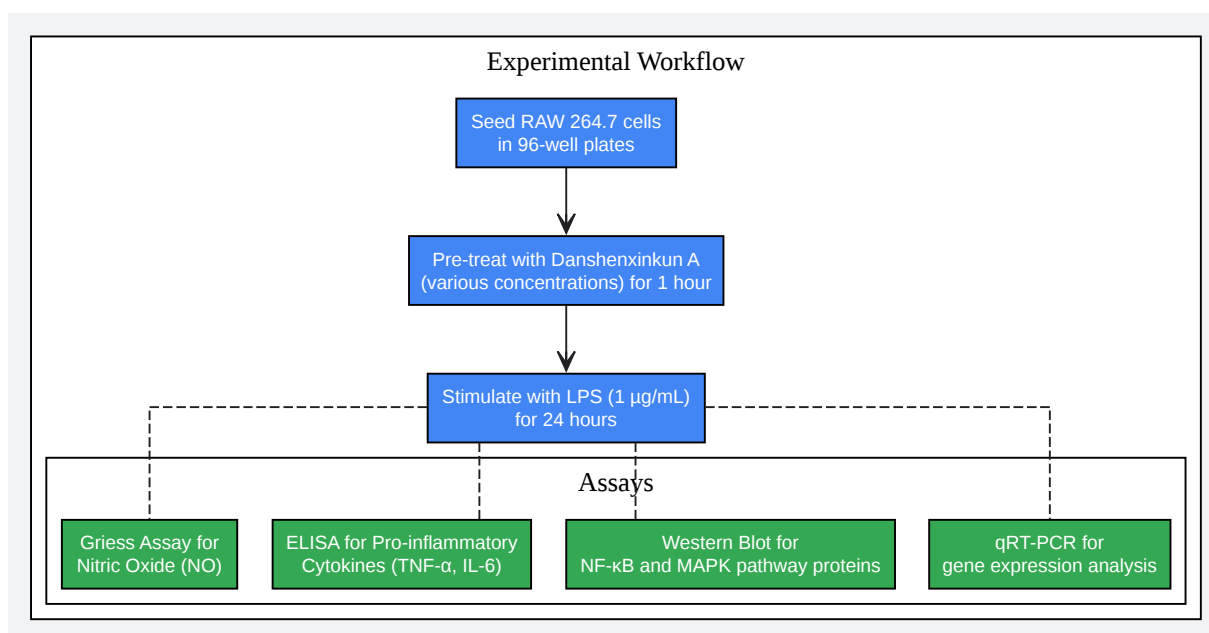 Experimental Workflow
Seed RAW 264.7 cells
in 96-well plates
Pre-treat with Danshenxinkun A
(various concentrations) for 1 hour
Stimulate with LPS (1 µg/mL)
for 24 hours
Assays
Griess Assay for
Nitric Oxide (NO)
ELISA for Pro-inflammatory
Cytokines (TNF-α, IL-6)
Western Blot for
NF-κB and MAPK pathway proteins
qRT-PCR for
gene expression analysis